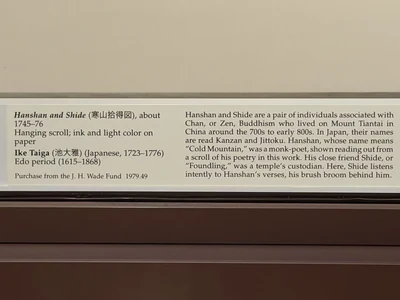 Hanshan and Shide (寒山拾得図), about
1745–76
Hanging scroll; ink and light color on
paper
Ike Taiga (池大雅) (Japanese, 1723–1776)
Edo period (1615–1868)
Purchase from the J. H. Wade Fund 1979.49
Hanshan and Shide are a pair of individuals associated with
Chan, or Zen, Buddhism who lived on Mount Tiantai in
China around the 700s to early 800s. In Japan, their names
are read Kanzan and Jittoku. Hanshan, whose name means
“Cold Mountain,” was a monk-poet, shown reading out from
a scroll of his poetry in this work. His close friend Shide, or
“Foundling,” was a temple’s custodian. Here, Shide listens
intently to Hanshan’s verses, his brush broom behind him.